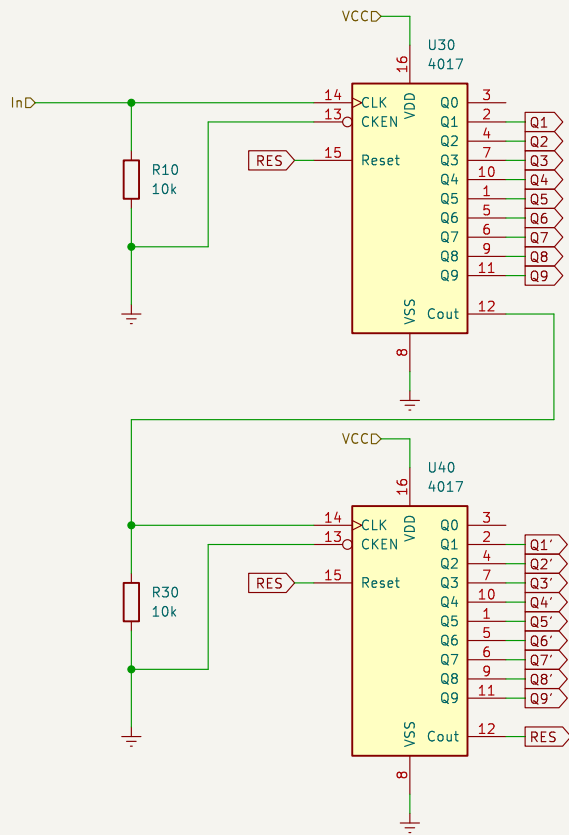 VCC
U30
4017
16
VDD
In
14
CLK
13
CKEN
RES
15
Reset
R10
10k
Q0
3
Q1
2
Q1
Q2
4
Q2
Q3
7
Q3
Q4
10
Q4
Q5
1
Q5
Q6
5
Q6
Q7
6
Q7
Q8
9
Q8
Q9
11
Q9
Cout
12
VSS
8
VCC
U40
4017
16
VDD
14
CLK
13
CKEN
RES
15
Reset
R30
10k
Q0
3
Q1
2
Q1'
Q2
4
Q2'
Q3
7
Q3'
Q4
10
Q4'
Q5
1
Q5'
Q6
5
Q6'
Q7
6
Q7'
Q8
9
Q8'
Q9
11
Q9'
Cout
12
RES
VSS
8